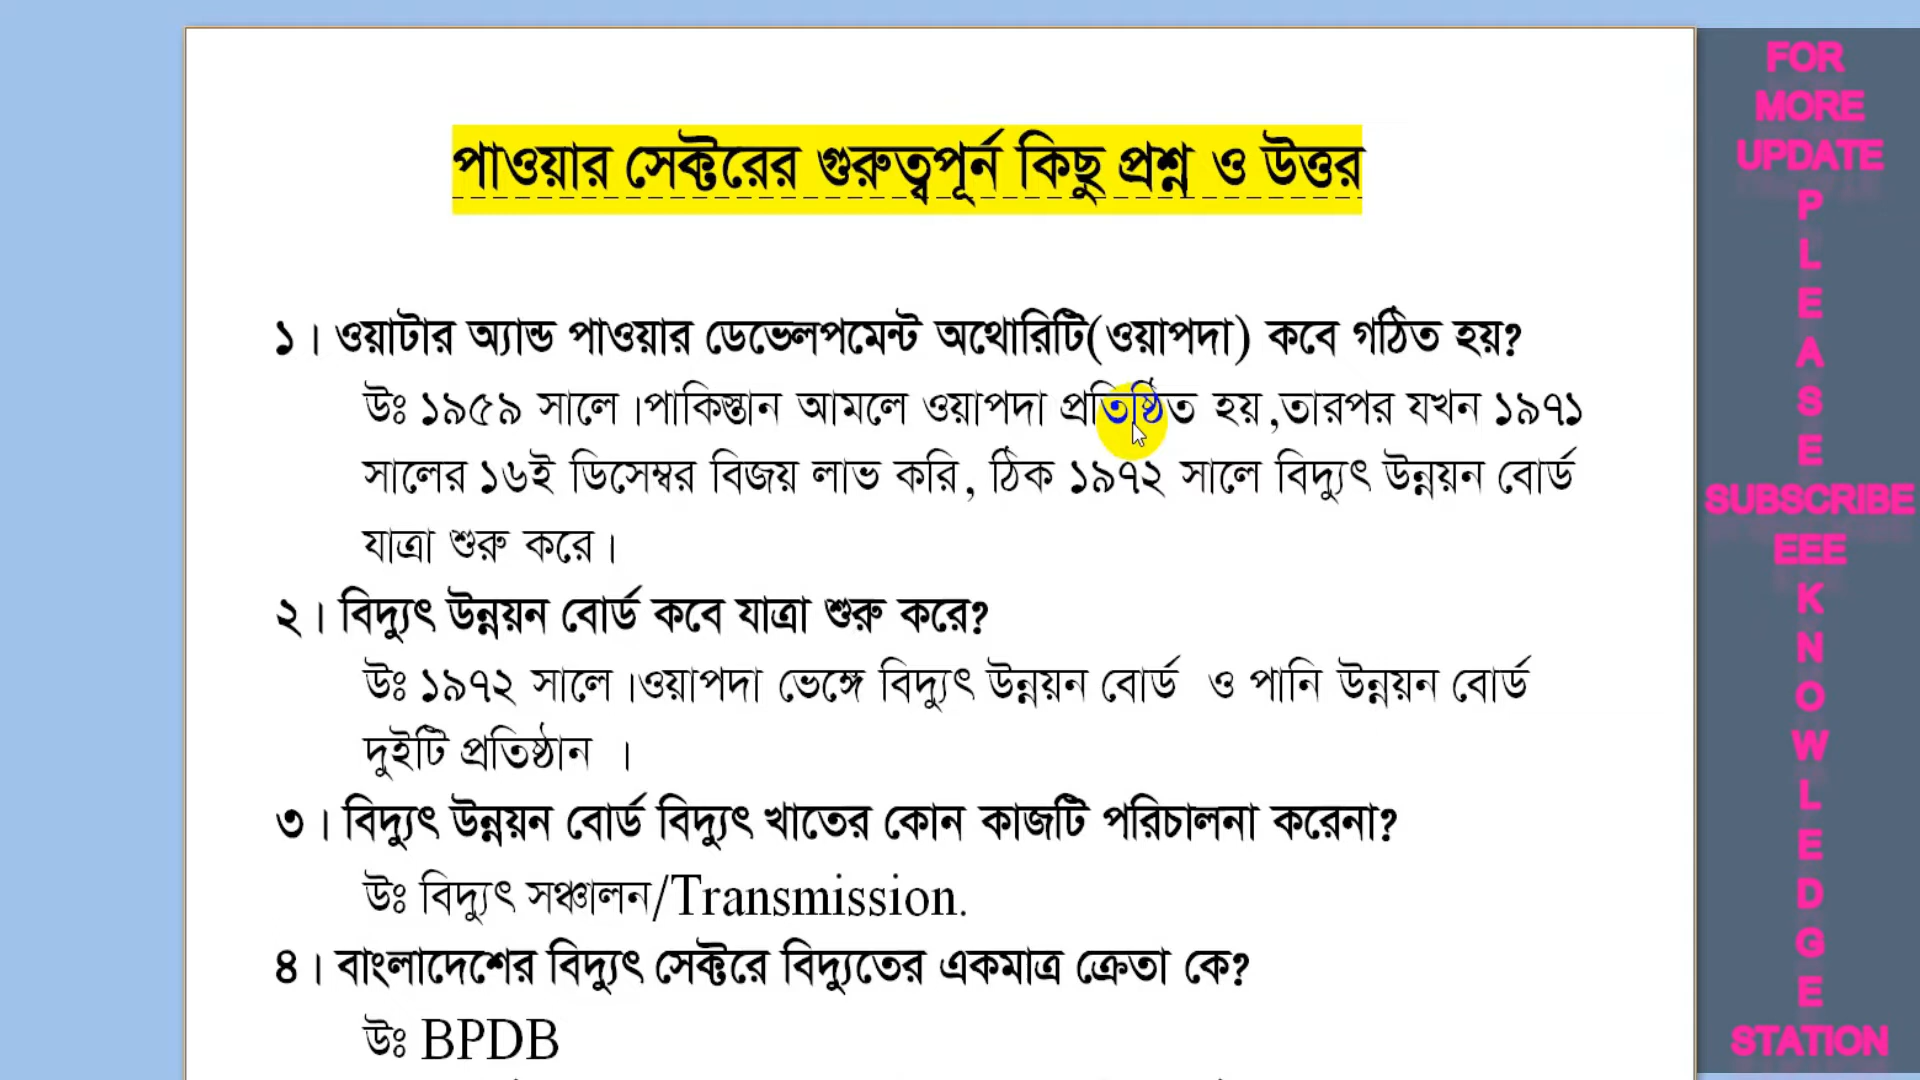 পাওয়ার সেক্টরের গুরুত্বপূর্ন কিছু প্রশ্ন ও উত্তর
১। ওয়াটার অ্যান্ড পাওয়ার ডেভেলপমেন্ট অথোরিটি(ওয়াপদা) কবে গঠিত হয়?
উঃ ১৯৫৯ সালে।পাকিস্তান আমলে ওয়াপদা প্রতিষ্ঠিত হয়,তারপর যখন ১৯৭১
সালের ১৬ই ডিসেম্বর বিজয় লাভ করি, ঠিক ১৯৭২ সালে বিদ্যুৎ উন্নয়ন বোর্ড
যাত্রা শুরু করে।
২। বিদ্যুৎ উন্নয়ন বোর্ড কবে যাত্রা শুরু করে?
উঃ ১৯৭২ সালে।ওয়াপদা ভেঙ্গে বিদ্যুৎ উন্নয়ন বোর্ড ও পানি উন্নয়ন বোর্ড
দুইটি প্রতিষ্ঠান ।
৩। বিদ্যুৎ উন্নয়ন বোর্ড বিদ্যুৎ খাতের কোন কাজটি পরিচালনা করেনা?
উঃ বিদ্যুৎ সঞ্চালন/Transmission.
৪। বাংলাদেশের বিদ্যুৎ সেক্টরে বিদ্যুতের একমাত্র ক্রেতা কে?
উঃ BPDB
FOR
MORE
UPDATE
P
L
E
A
S
E
SUBSCRIBE
EEE
K
N
O
W
L
E
D
G
E
STATION